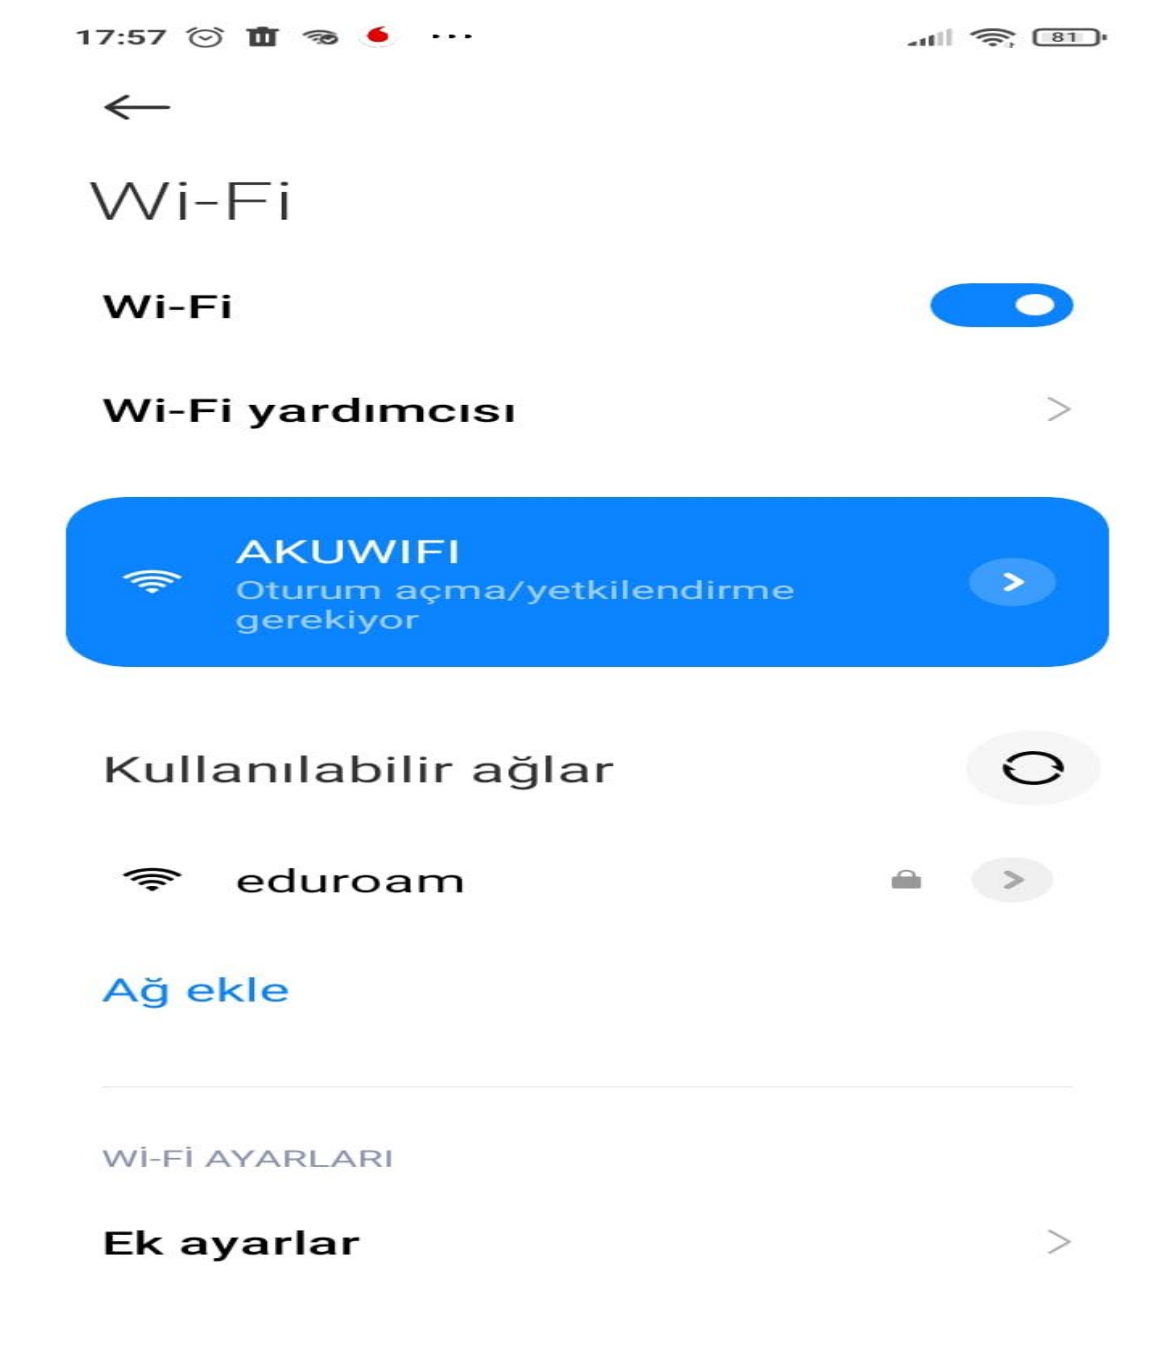 17:57
81
Wi-Fi
Wi-Fi
Wi-Fi yardımcısı
AKUWIFI
Oturum açma/yetkilendirme
gerekiyor
Kullanılabilir ağlar
eduroam
Ağ ekle
Wİ-Fİ AYARLARI
Ek ayarlar